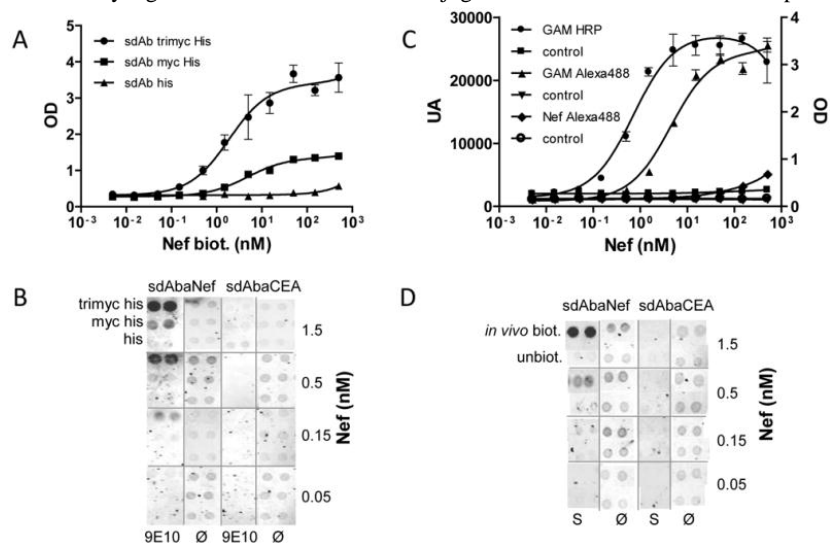 A
sdAb trimyc His
sdAb myc His
sdAb his
OD
5
4
3
2
1
0
10-3 10-2 10-1 100 101 102 103
Nef biot. (nM)
C
30000
20000
10000
0
UA
GAM HRP
control
GAM Alexa488
control
Nef Alexa488
control
4
3
2
1
0
OD
10-3 10-2 10-1 100 101 102 103
Nef (nM)
B
sdAbaNef sdAbaCEA
trimyc his
myc his
his
1.5
0.5
0.15
0.05
Nef (nM)
9E10 Ø 9E10 Ø
D
sdAbaNef sdAbaCEA
in vivo biot.
unbiot.
1.5
0.5
0.15
0.05
Nef (nM)
S Ø S Ø